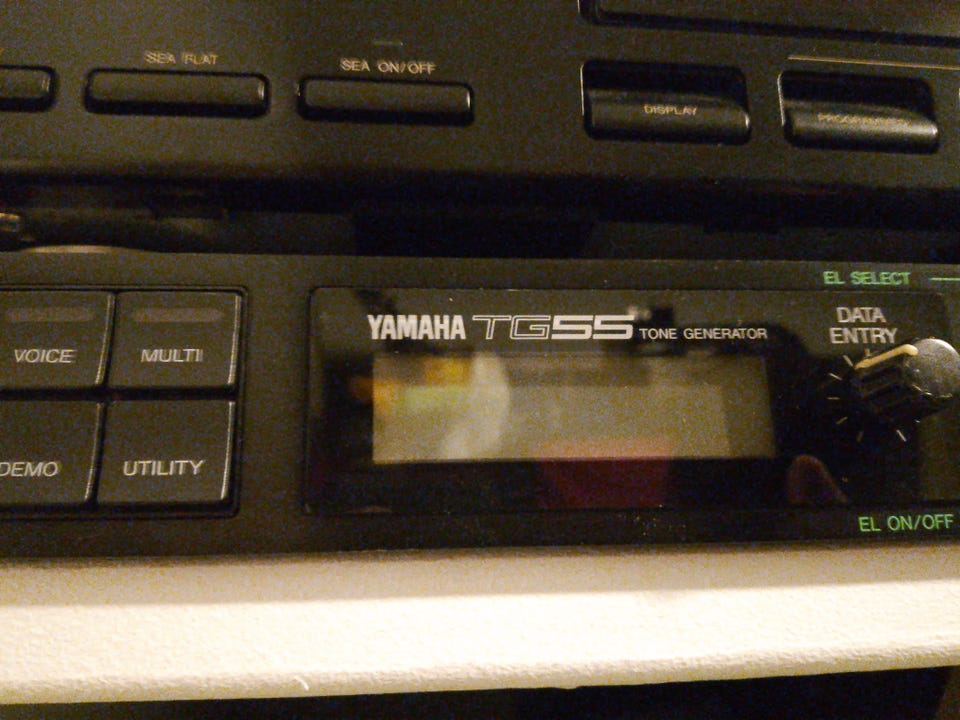 SEA FLAT
SEA ON/OFF
DISPLAY
EL SELECT
YAMAHA TG55 TONE GENERATOR
DATA
ENTRY
VOICE
MULTI
DEMO
UTILITY
EL ON/OFF